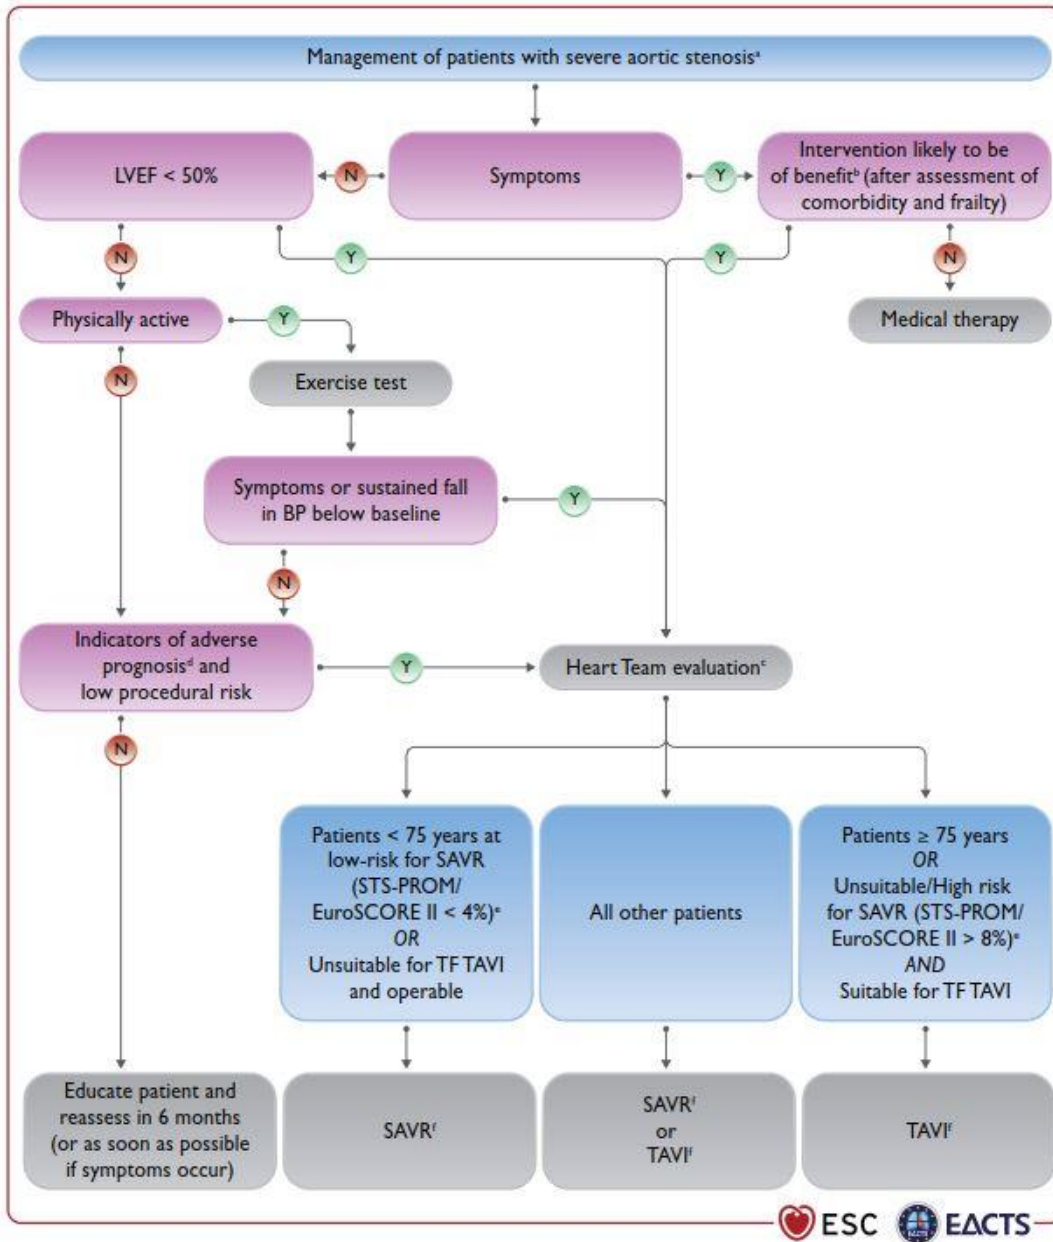 Management of patients with severe aortic stenosisᵃ
LVEF < 50%
N
Symptoms
Y
Intervention likely to be
of benefitᵇ (after assessment of
comorbidity and frailty)
N
Y
Y
N
Physically active
Y
Medical therapy
N
Exercise test
Symptoms or sustained fall
in BP below baseline
Y
N
Indicators of adverse
prognosisᵈ and
low procedural risk
Y
Heart Team evaluationᶜ
N
Patients < 75 years at
low-risk for SAVR
(STS-PROM/
EuroSCORE II < 4%)ᵉ
OR
Unsuitable for TF TAVI
and operable
All other patients
Patients ≥ 75 years
OR
Unsuitable/High risk
for SAVR (STS-PROM/
EuroSCORE II > 8%)ᵉ
AND
Suitable for TF TAVI
Educate patient and
reassess in 6 months
(or as soon as possible
if symptoms occur)
SAVRᶠ
SAVRᶠ
or
TAVIᶠ
TAVIᶠ
ESC
EACTS
EACTS